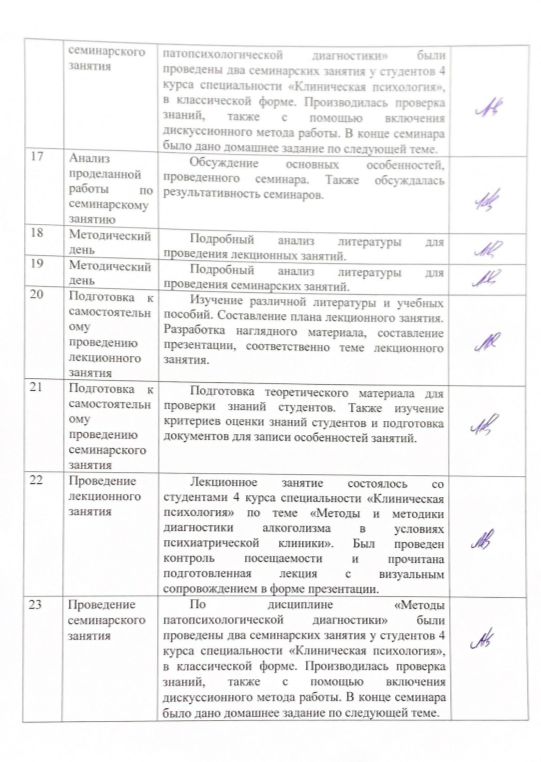 семинарского
занятия
патопсихологической диагностики» были
проведены два семинарских занятия у студентов 4
курса специальности «Клиническая психология»,
в классической форме. Производилась проверка
знаний, также с помощью включения
дискуссионного метода работы. В конце семинара
было дано домашнее задание по следующей теме.
17
Анализ
проделанной
работы по
семинарскому
занятию
Обсуждение основных особенностей,
проведенного семинара. Также обсуждалась
результативность семинаров.
18
Методический
день
Подробный анализ литературы для
проведения лекционных занятий.
19
Методический
день
Подробный анализ литературы для
проведения семинарских занятий.
20
Подготовка к
самостоятельн
ому
проведению
лекционного
занятия
Изучение различной литературы и учебных
пособий. Составление плана лекционного занятия.
Разработка наглядного материала, составление
презентации, соответственно теме лекционного
занятия.
21
Подготовка к
самостоятельн
ому
проведению
семинарского
занятия
Подготовка теоретического материала для
проверки знаний студентов. Также изучение
критериев оценки знаний студентов и подготовка
документов для записи особенностей занятий.
22
Проведение
лекционного
занятия
Лекционное занятие состоялось со
студентами 4 курса специальности «Клиническая
психология» по теме «Методы и методики
диагностики алкоголизма в условиях
психиатрической клиники». Был проведен
контроль посещаемости и прочитана
подготовленная лекция с визуальным
сопровождением в форме презентации.
23
Проведение
семинарского
занятия
По дисциплине «Методы
патопсихологической диагностики» были
проведены два семинарских занятия у студентов 4
курса специальности «Клиническая психология»,
в классической форме. Производилась проверка
знаний, также с помощью включения
дискуссионного метода работы. В конце семинара
было дано домашнее задание по следующей теме.